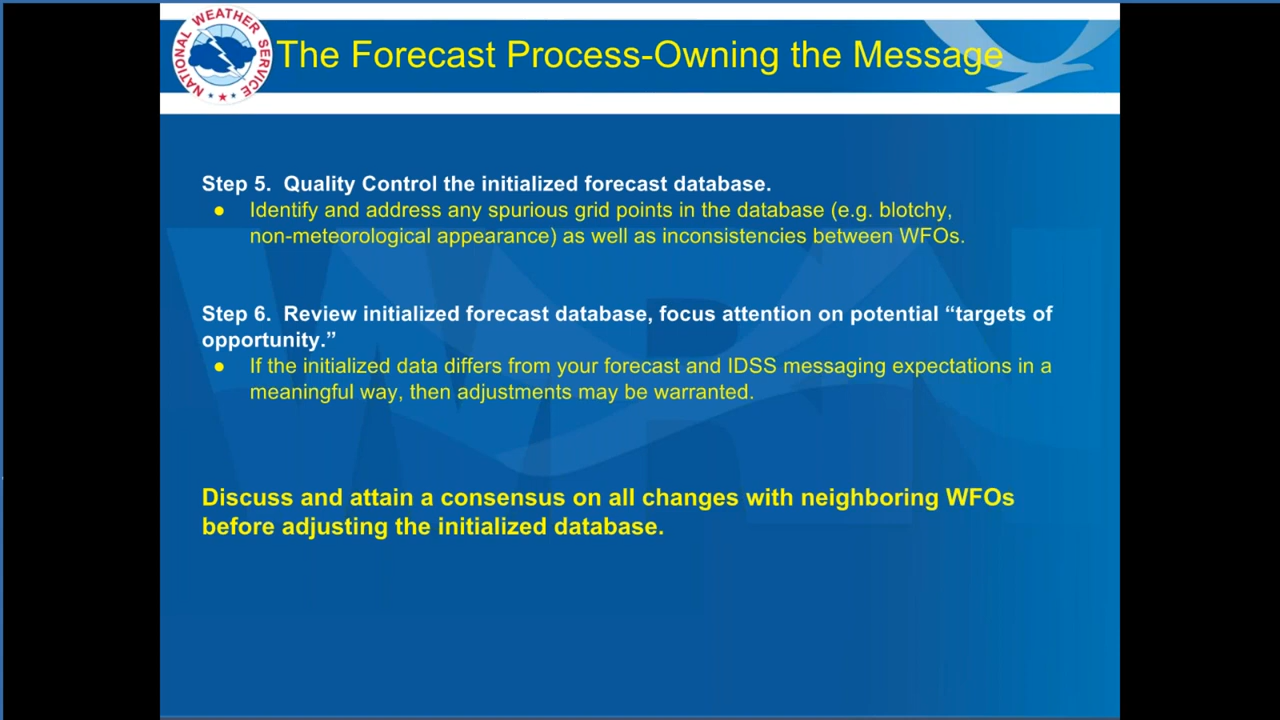 NATIONAL WEATHER SERVICE
The Forecast Process-Owning the Message
Step 5. Quality Control the initialized forecast database.
● Identify and address any spurious grid points in the database (e.g. blotchy,
non-meteorological appearance) as well as inconsistencies between WFOs.
Step 6. Review initialized forecast database, focus attention on potential “targets of
opportunity.”
● If the initialized data differs from your forecast and IDSS messaging expectations in a
meaningful way, then adjustments may be warranted.
Discuss and attain a consensus on all changes with neighboring WFOs
before adjusting the initialized database.
WRN